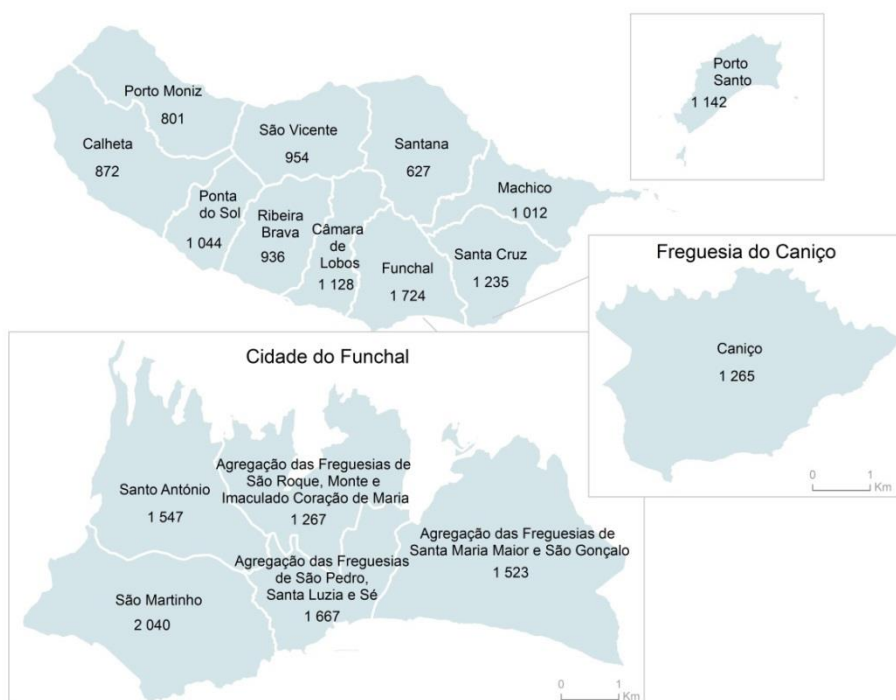 Porto Moniz
801
Calheta
872
São Vicente
954
Santana
627
Machico
1 012
Ponta
do Sol
1 044
Ribeira
Brava
936
Câmara
de
Lobos
1 128
Funchal
1 724
Santa Cruz
1 235
Porto
Santo
1 142
Freguesia do Caniço
Caniço
1 265
0 1
Km
Cidade do Funchal
Santo António
1 547
Agregação das Freguesias de
São Roque, Monte e
Imaculado Coração de Maria
1 267
Agregação das Freguesias de
Santa Maria Maior e São Gonçalo
1 523
Agregação das Freguesias
de São Pedro,
Santa Luzia e Sé
1 667
São Martinho
2 040
0 1
Km